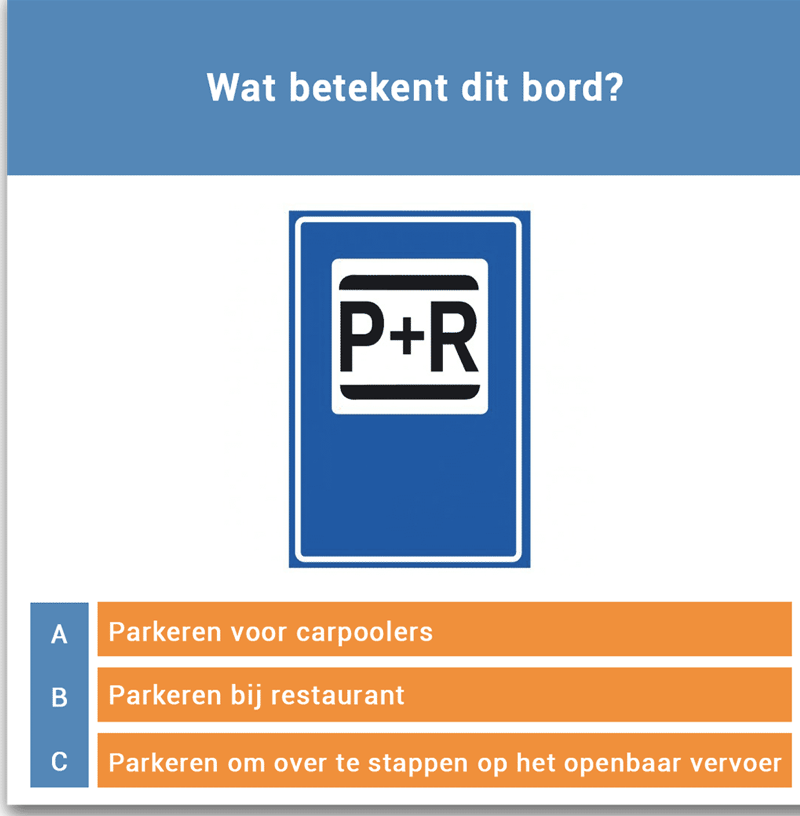 Wat betekent dit bord?
P+R
A Parkeren voor carpoolers
B Parkeren bij restaurant
C Parkeren om over te stappen op het openbaar vervoer